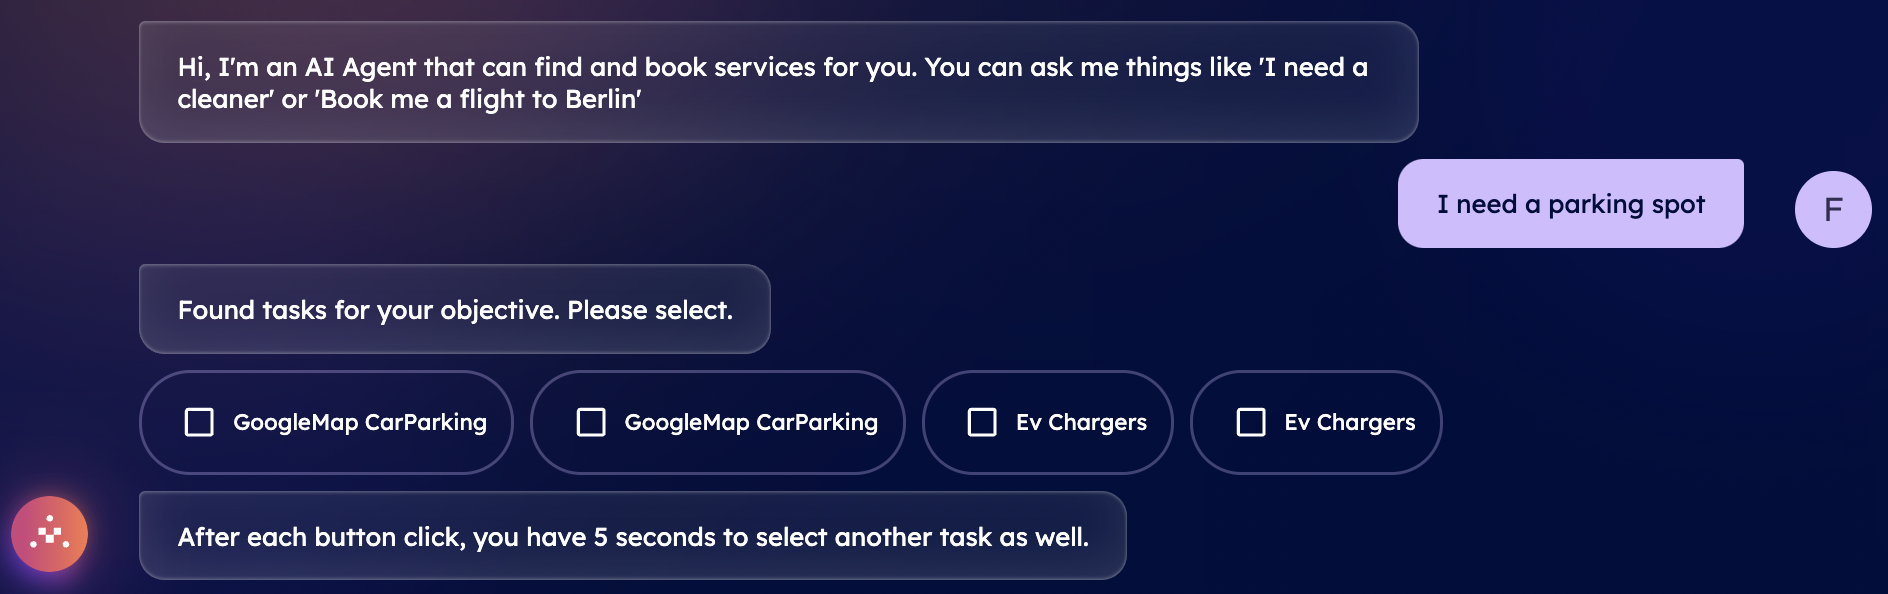 Hi, I'm an AI Agent that can find and book services for you. You can ask me things like 'I need a
cleaner' or 'Book me a flight to Berlin'
I need a parking spot
F
Found tasks for your objective. Please select.
GoogleMap CarParking
GoogleMap CarParking
Ev Chargers
Ev Chargers
After each button click, you have 5 seconds to select another task as well.